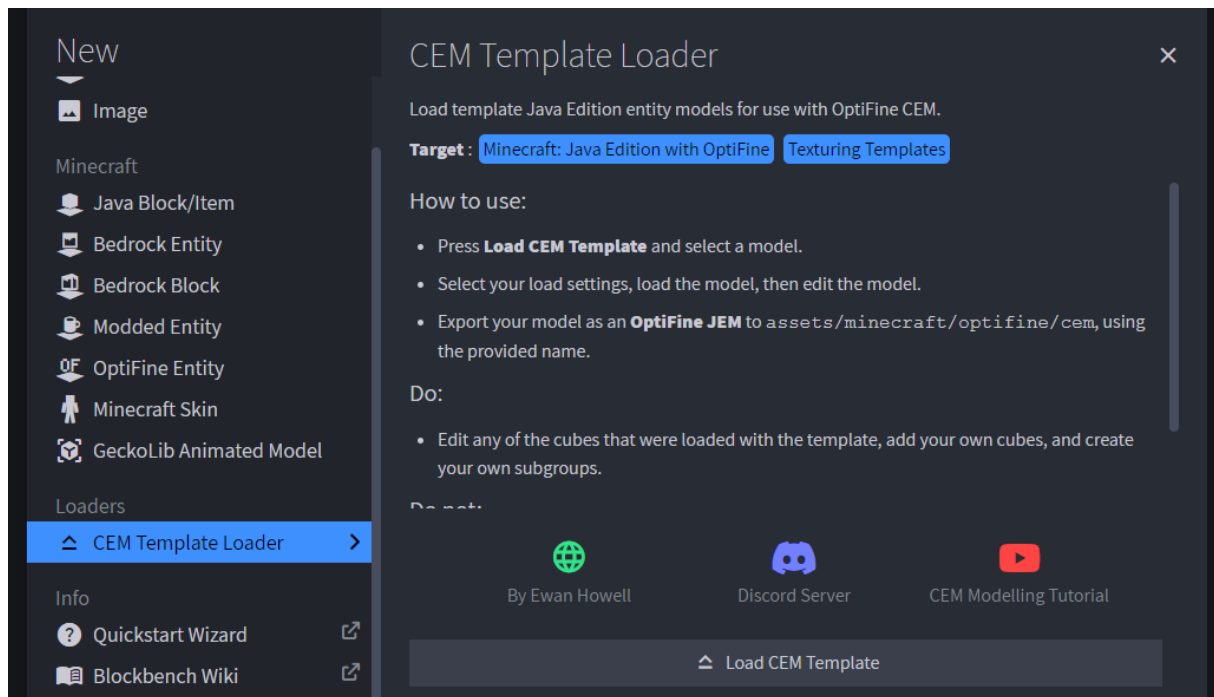 New
Image
Minecraft
Java Block/Item
Bedrock Entity
Bedrock Block
Modded Entity
OptiFine Entity
Minecraft Skin
GeckoLib Animated Model
Loaders
CEM Template Loader
Info
Quickstart Wizard
Blockbench Wiki
CEM Template Loader
Load template Java Edition entity models for use with OptiFine CEM.
Target : Minecraft: Java Edition with OptiFine Texturing Templates
How to use:
• Press Load CEM Template and select a model.
• Select your load settings, load the model, then edit the model.
• Export your model as an OptiFine JEM to assets/minecraft/optifine/cem, using
the provided name.
Do:
• Edit any of the cubes that were loaded with the template, add your own cubes, and create
your own subgroups.
Do not:
By Ewan Howell
Discord Server
CEM Modelling Tutorial
Load CEM Template